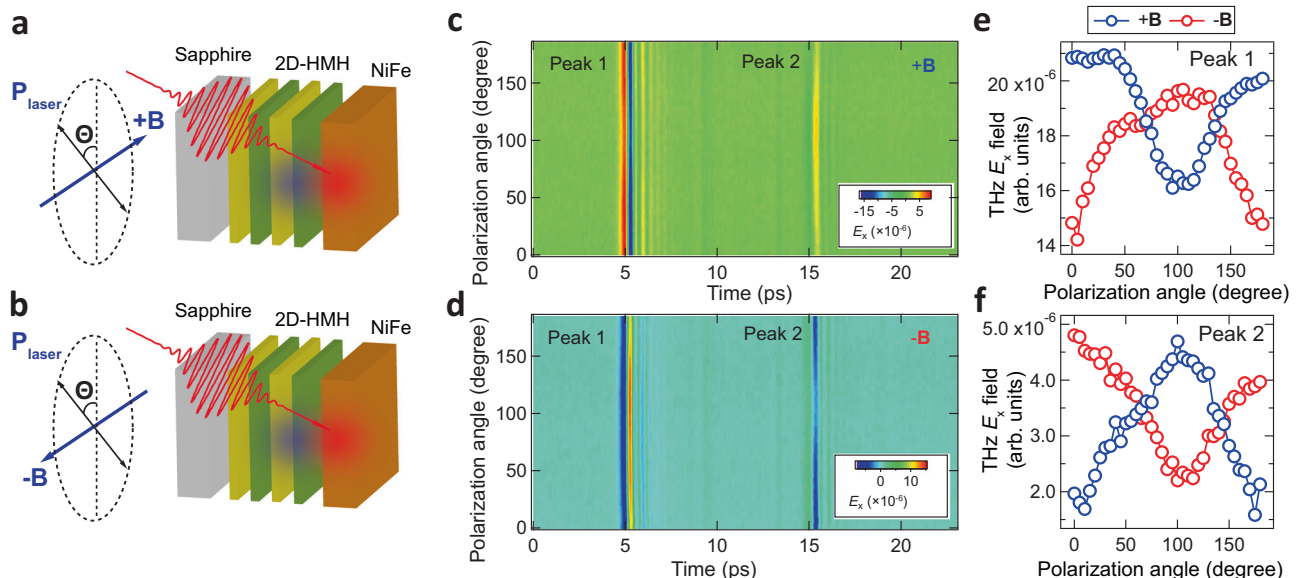 a
Sapphire
2D-HMH
NiFe
P laser
Θ
+B
b
Sapphire
2D-HMH
NiFe
P laser
Θ
-B
c
Polarization angle (degree)
150
100
50
0
Peak 1
Peak 2
+B
-15 -5 5
Ex (×10-6)
0 5 10 15 20
Time (ps)
d
Polarization angle (degree)
150
100
50
0
Peak 1
Peak 2
-B
0 10
Ex (×10-6)
0 5 10 15 20
Time (ps)
e
+B -B
Peak 1
THz Ex field
(arb. units)
20 x10-6
18
16
14
0 50 100 150
Polarization angle (degree)
f
Peak 2
THz Ex field
(arb. units)
5.0 x10-6
4.0
3.0
2.0
0 50 100 150
Polarization angle (degree)